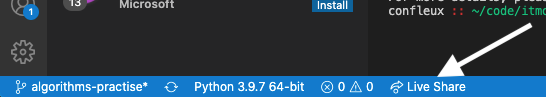 13
Microsoft
Install
confleux :: ~/code/itmo
1
algorithms-practise*
Python 3.9.7 64-bit
0
0
Live Share